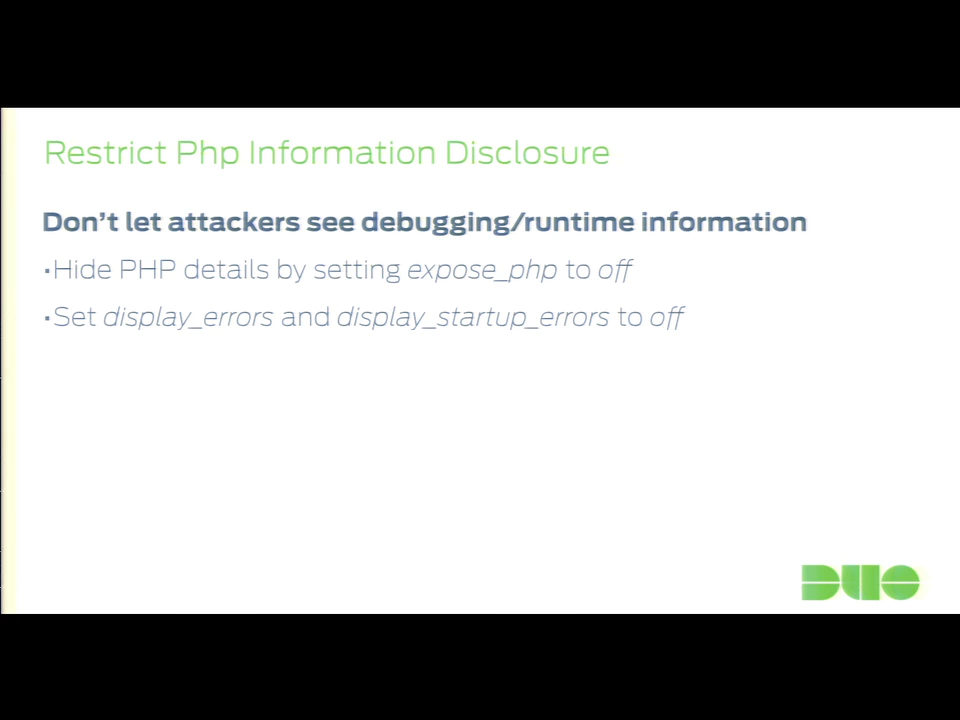 Restrict Php Information Disclosure
Don't let attackers see debugging/runtime information
·Hide PHP details by setting expose_php to off
·Set display_errors and display_startup_errors to off
DUO